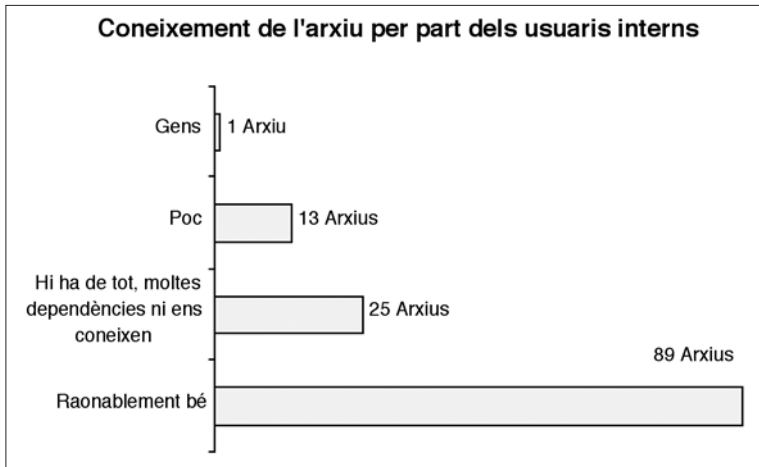 Coneixement de l'arxiu per part dels usuaris interns
Gens
1 Arxiu
Poc
13 Arxius
Hi ha de tot, moltes
dependències ni ens
coneixen
25 Arxius
89 Arxius
Raonablement bé